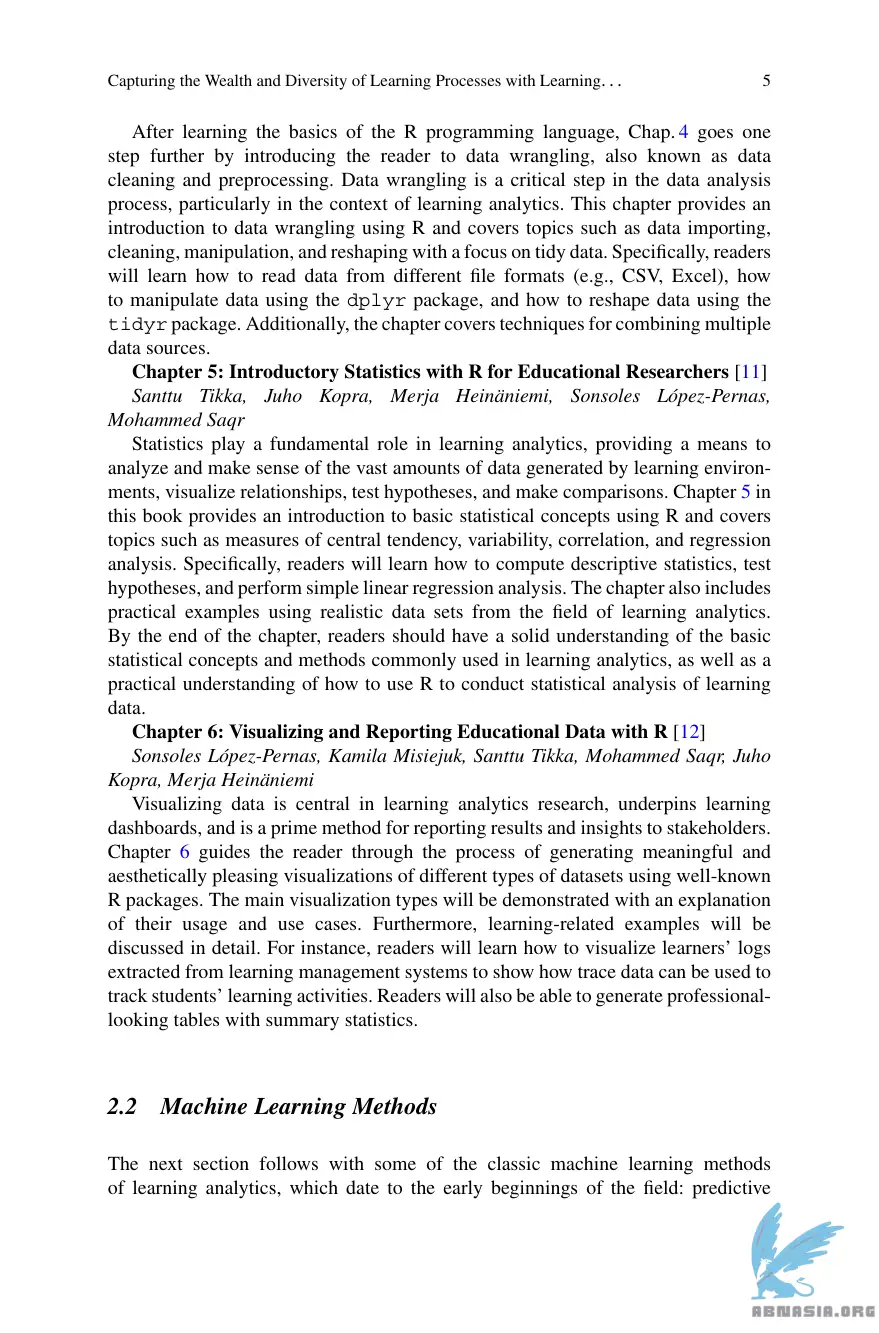 Capturing the Wealth and Diversity of Learning Processes with Learning. . . 5
After learning the basics of the R programming language, Chap. 4 goes one
step further by introducing the reader to data wrangling, also known as data
cleaning and preprocessing. Data wrangling is a critical step in the data analysis
process, particularly in the context of learning analytics. This chapter provides an
introduction to data wrangling using R and covers topics such as data importing,
cleaning, manipulation, and reshaping with a focus on tidy data. Specifically, readers
will learn how to read data from different file formats (e.g., CSV, Excel), how
to manipulate data using the dplyr package, and how to reshape data using the
tidyr package. Additionally, the chapter covers techniques for combining multiple
data sources.
Chapter 5: Introductory Statistics with R for Educational Researchers [11]
Santtu Tikka, Juho Kopra, Merja Heinäniemi, Sonsoles López-Pernas,
Mohammed Saqr
Statistics play a fundamental role in learning analytics, providing a means to
analyze and make sense of the vast amounts of data generated by learning environ-
ments, visualize relationships, test hypotheses, and make comparisons. Chapter 5 in
this book provides an introduction to basic statistical concepts using R and covers
topics such as measures of central tendency, variability, correlation, and regression
analysis. Specifically, readers will learn how to compute descriptive statistics, test
hypotheses, and perform simple linear regression analysis. The chapter also includes
practical examples using realistic data sets from the field of learning analytics.
By the end of the chapter, readers should have a solid understanding of the basic
statistical concepts and methods commonly used in learning analytics, as well as a
practical understanding of how to use R to conduct statistical analysis of learning
data.
Chapter 6: Visualizing and Reporting Educational Data with R [12]
Sonsoles López-Pernas, Kamila Misiejuk, Santtu Tikka, Mohammed Saqr, Juho
Kopra, Merja Heinäniemi
Visualizing data is central in learning analytics research, underpins learning
dashboards, and is a prime method for reporting results and insights to stakeholders.
Chapter 6 guides the reader through the process of generating meaningful and
aesthetically pleasing visualizations of different types of datasets using well-known
R packages. The main visualization types will be demonstrated with an explanation
of their usage and use cases. Furthermore, learning-related examples will be
discussed in detail. For instance, readers will learn how to visualize learners' logs
extracted from learning management systems to show how trace data can be used to
track students' learning activities. Readers will also be able to generate professional-
looking tables with summary statistics.
2.2 Machine Learning Methods
The next section follows with some of the classic machine learning methods
of learning analytics, which date to the early beginnings of the field: predictive
ABNASIA.ORG